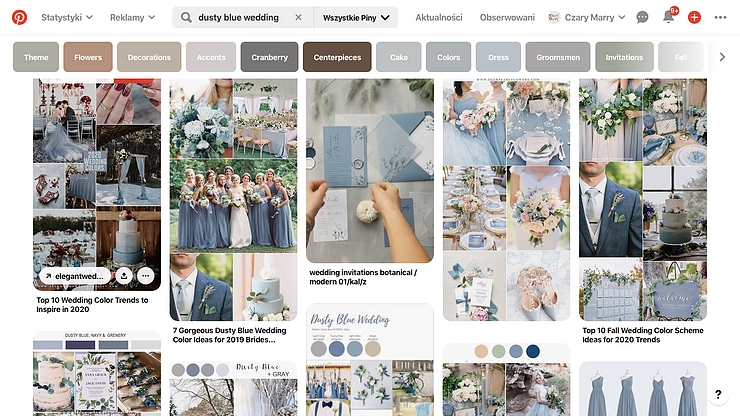 Statystyki
Reklamy
dusty blue wedding
Wszystkie Piny
Aktualności
Obserwowani
Czary Marry
9+
Theme
Flowers
Decorations
Accents
Cranberry
Centerpieces
Cake
Colors
Dress
Groomsmen
Invitations
Fall
elegantwed...
Top 10 Wedding Color Trends to
Inspire in 2020
7 Gorgeous Dusty Blue Wedding
Color Ideas for 2019 Brides...
wedding invitations botanical /
modern 01/kal/z
Top 10 Fall Wedding Color Scheme
Ideas for 2020 Trends
welcome
DUSTY BLUE, NAVY & GRENERY
Dusty Blue
+ GRAY
Dusty Blue Wedding
?